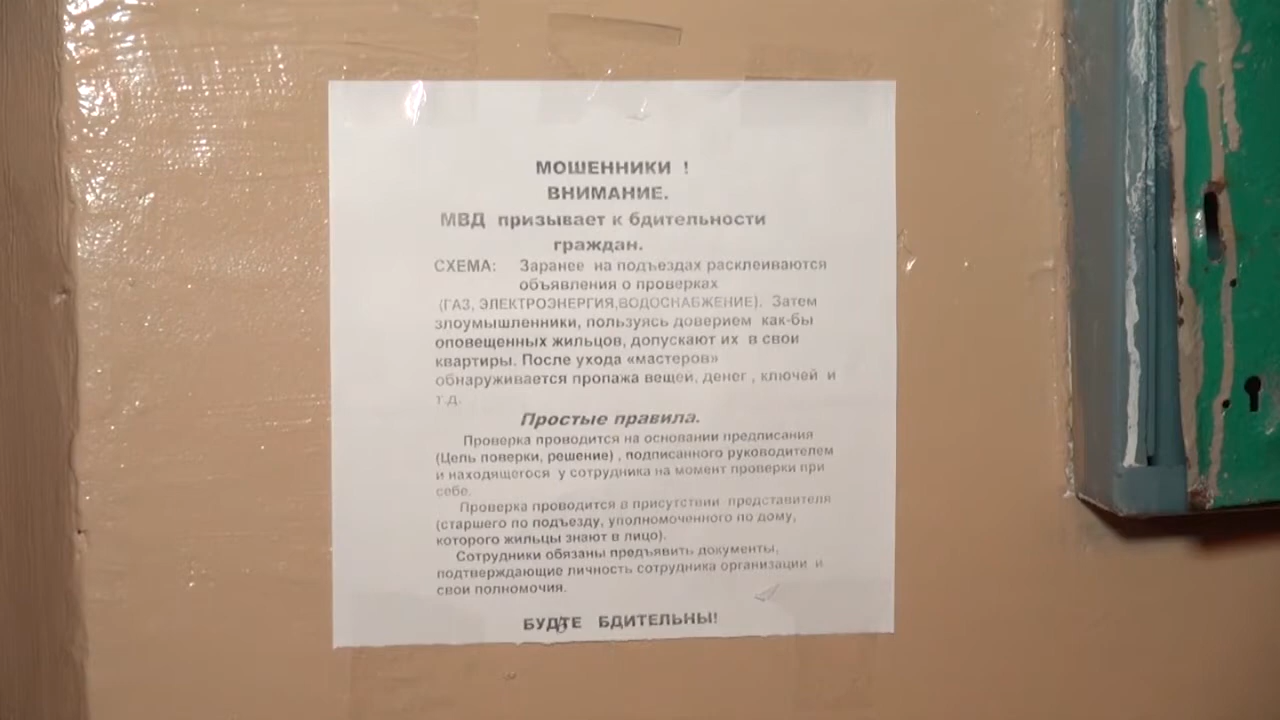 МОШЕННИКИ !
ВНИМАНИЕ.
МВД призывает к бдительности
граждан.
СХЕМА: Заранее на подъездах расклеиваются
объявления о проверках
(ГАЗ, ЭЛЕКТРОЭНЕРГИЯ,ВОДОСНАБЖЕНИЕ). Затем
злоумышленники, пользуясь доверием как-бы
оповещенных жильцов, допускают их в свои
квартиры. После ухода «мастеров»
обнаруживается пропажа вещей, денег , ключей и
т.д.
Простые правила.
Проверка проводится на основании предписания
(Цель поверки, решение) , подписанного руководителем
и находящегося у сотрудника на момент проверки при
себе.
Проверка проводится в присутствии представителя
(старшего по подъезду, уполномоченного по дому,
которого жильцы знают в лицо).
Сотрудники обязаны предъявить документы,
подтверждающие личность сотрудника организации и
свои полномочия.
БУДТЕ БДИТЕЛЬНЫ!